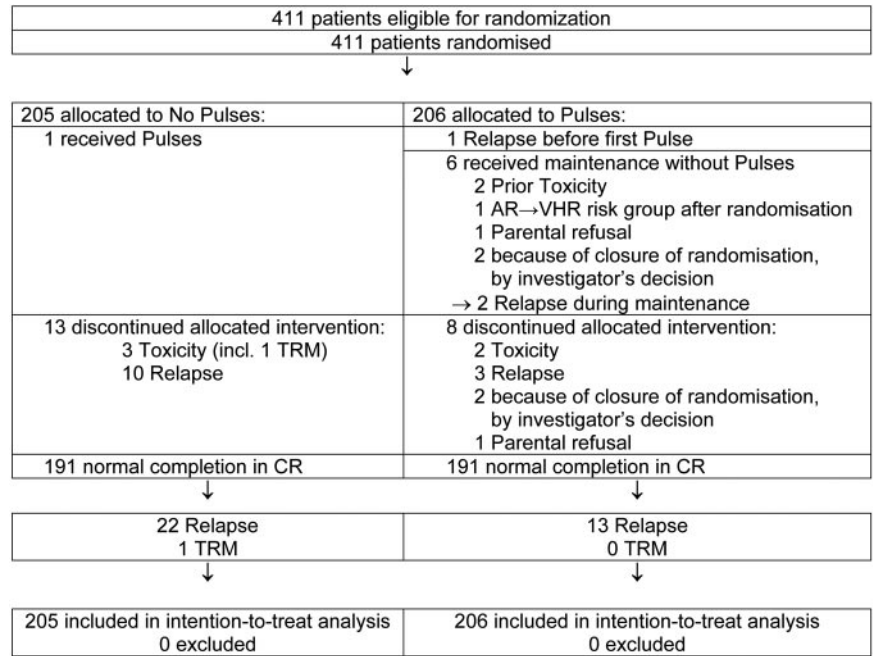 411 patients eligible for randomization
411 patients randomised
↓
205 allocated to No Pulses:
1 received Pulses
13 discontinued allocated intervention:
3 Toxicity (incl. 1 TRM)
10 Relapse
191 normal completion in CR
↓
22 Relapse
1 TRM
↓
205 included in intention-to-treat analysis
0 excluded
206 allocated to Pulses:
1 Relapse before first Pulse
6 received maintenance without Pulses
2 Prior Toxicity
1 AR→VHR risk group after randomisation
1 Parental refusal
2 because of closure of randomisation,
by investigator's decision
→ 2 Relapse during maintenance
8 discontinued allocated intervention:
2 Toxicity
3 Relapse
2 because of closure of randomisation,
by investigator's decision
1 Parental refusal
191 normal completion in CR
↓
13 Relapse
0 TRM
↓
206 included in intention-to-treat analysis
0 excluded